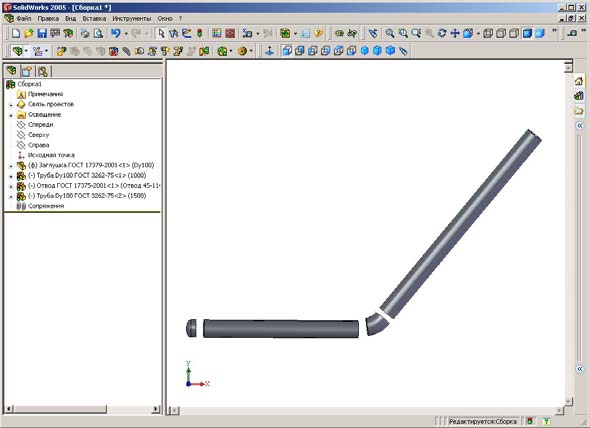 SolidWorks 2005 - [Сборка1 *]
Файл Правка Вид Вставка Инструменты Окно ?
Сборка1
Примечания
Связь проектов
Освещение
Спереди
Сверху
Справа
Исходная точка
(ф) Заглушка ГОСТ 17379-2001<1> (Dy100)
(-) Труба Dy100 ГОСТ 3262-75<1> (1000)
(-) Отвод ГОСТ 17375-2001<1> (Отвод 45-11
(-) Труба Dy100 ГОСТ 3262-75<2> (1500)
Сопряжения
Y
X
Редактируется:Сборка